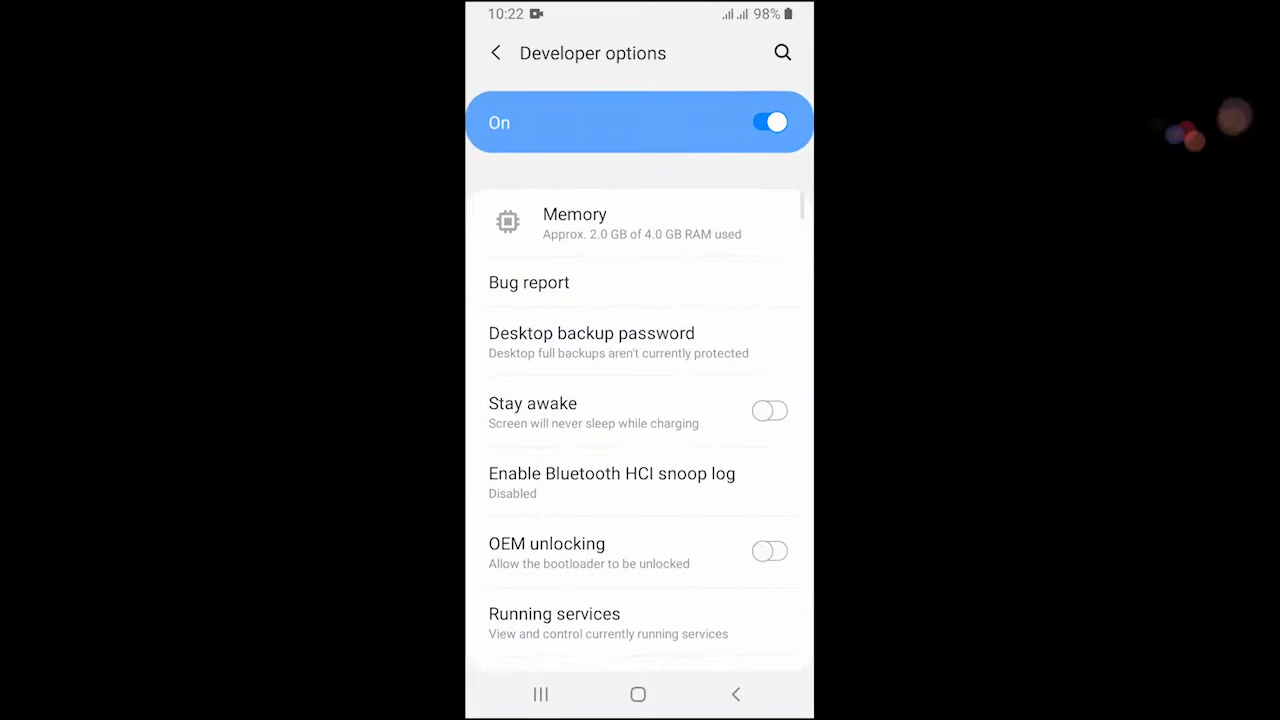 10:22 98%
Developer options
On
Memory
Approx. 2.0 GB of 4.0 GB RAM used
Bug report
Desktop backup password
Desktop full backups aren't currently protected
Stay awake
Screen will never sleep while charging
Enable Bluetooth HCI snoop log
Disabled
OEM unlocking
Allow the bootloader to be unlocked
Running services
View and control currently running services